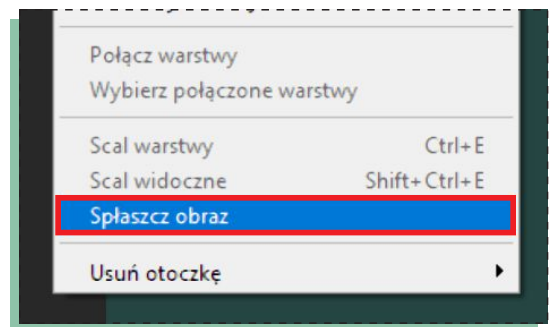 Połącz warstwy
Wybierz połączone warstwy
Scal warstwy Ctrl+E
Scal widoczne Shift+Ctrl+E
Spłaszcz obraz
Usuń otoczkę